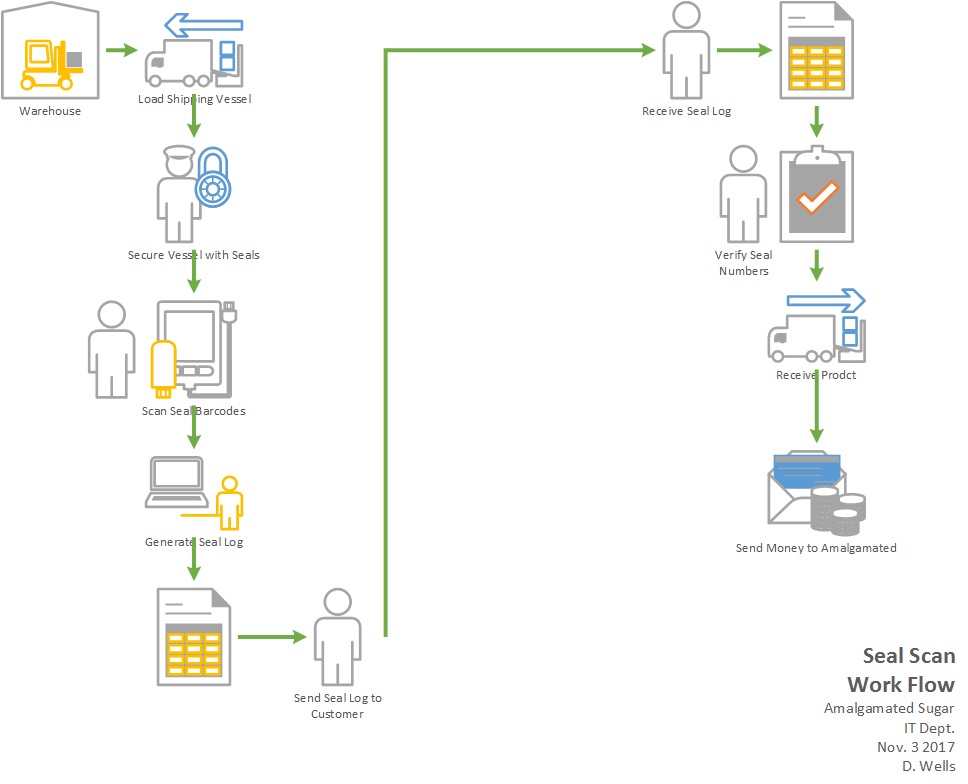 Warehouse
Load Shipping Vessel
Secure Vessel with Seals
Scan Seal Barcodes
Generate Seal Log
Send Seal Log to
Customer
Receive Seal Log
Verify Seal
Numbers
Receive Prodct
Send Money to Amalgamated
Seal Scan
Work Flow
Amalgamated Sugar
IT Dept.
Nov. 3 2017
D. Wells